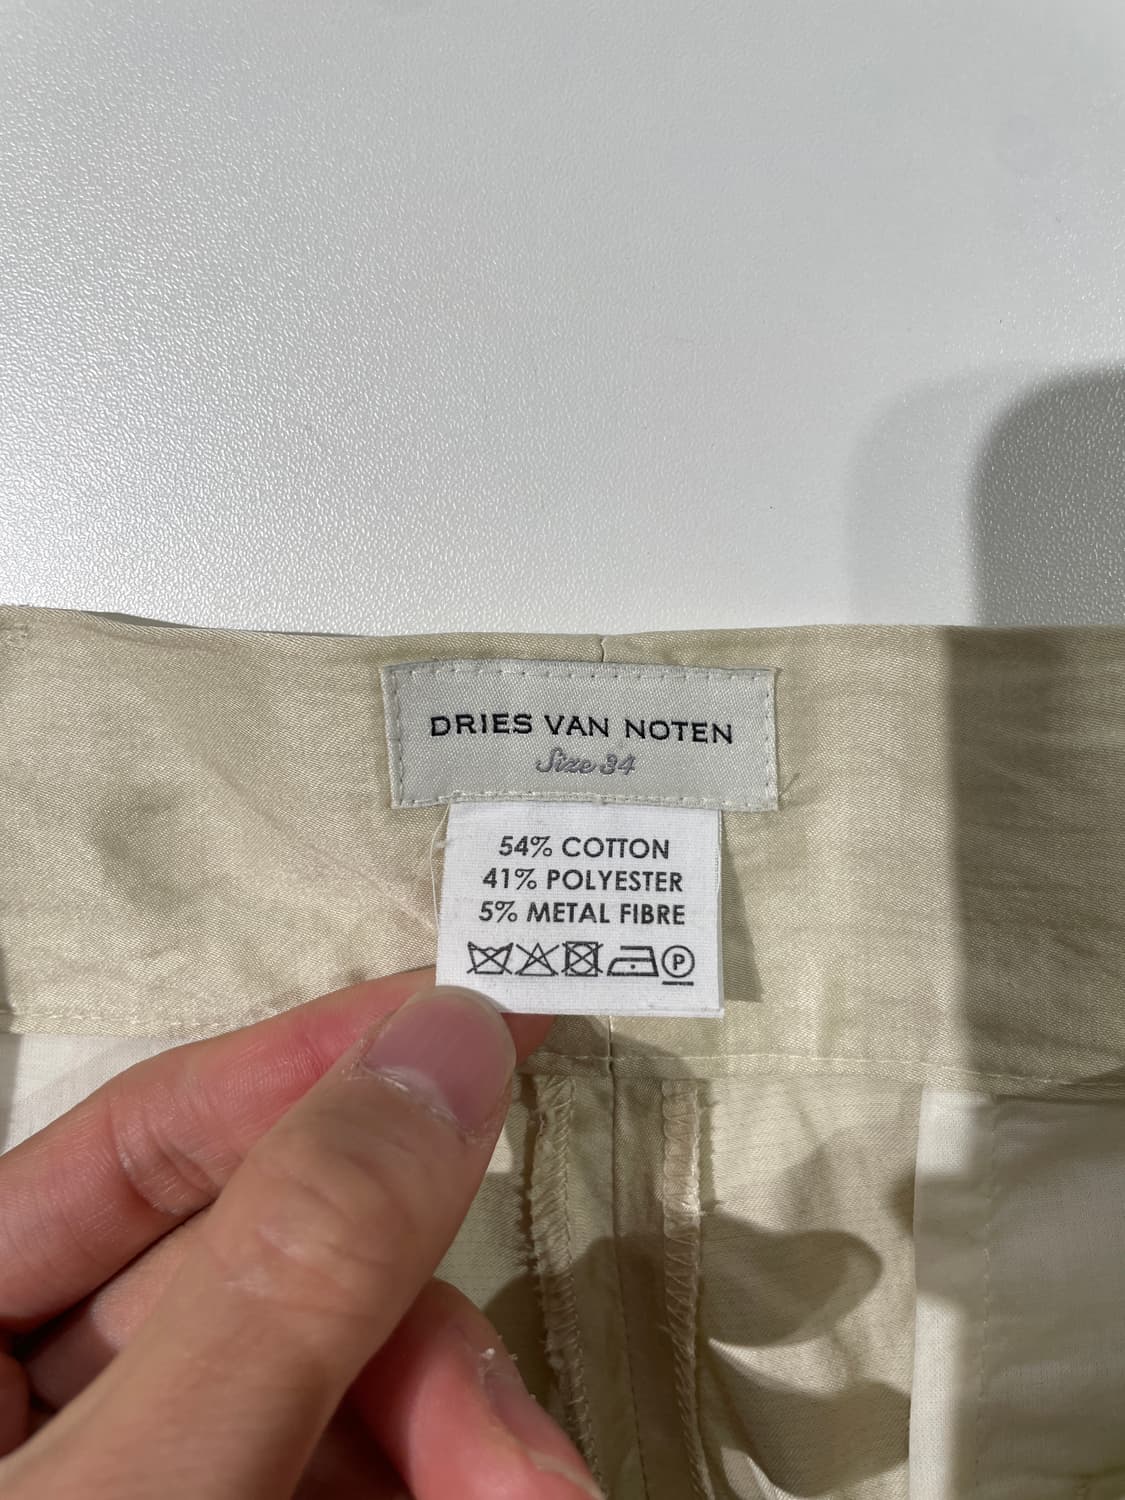 DRIES VAN NOTEN
Size 34
54% COTTON
41% POLYESTER
5% METAL FIBRE
P